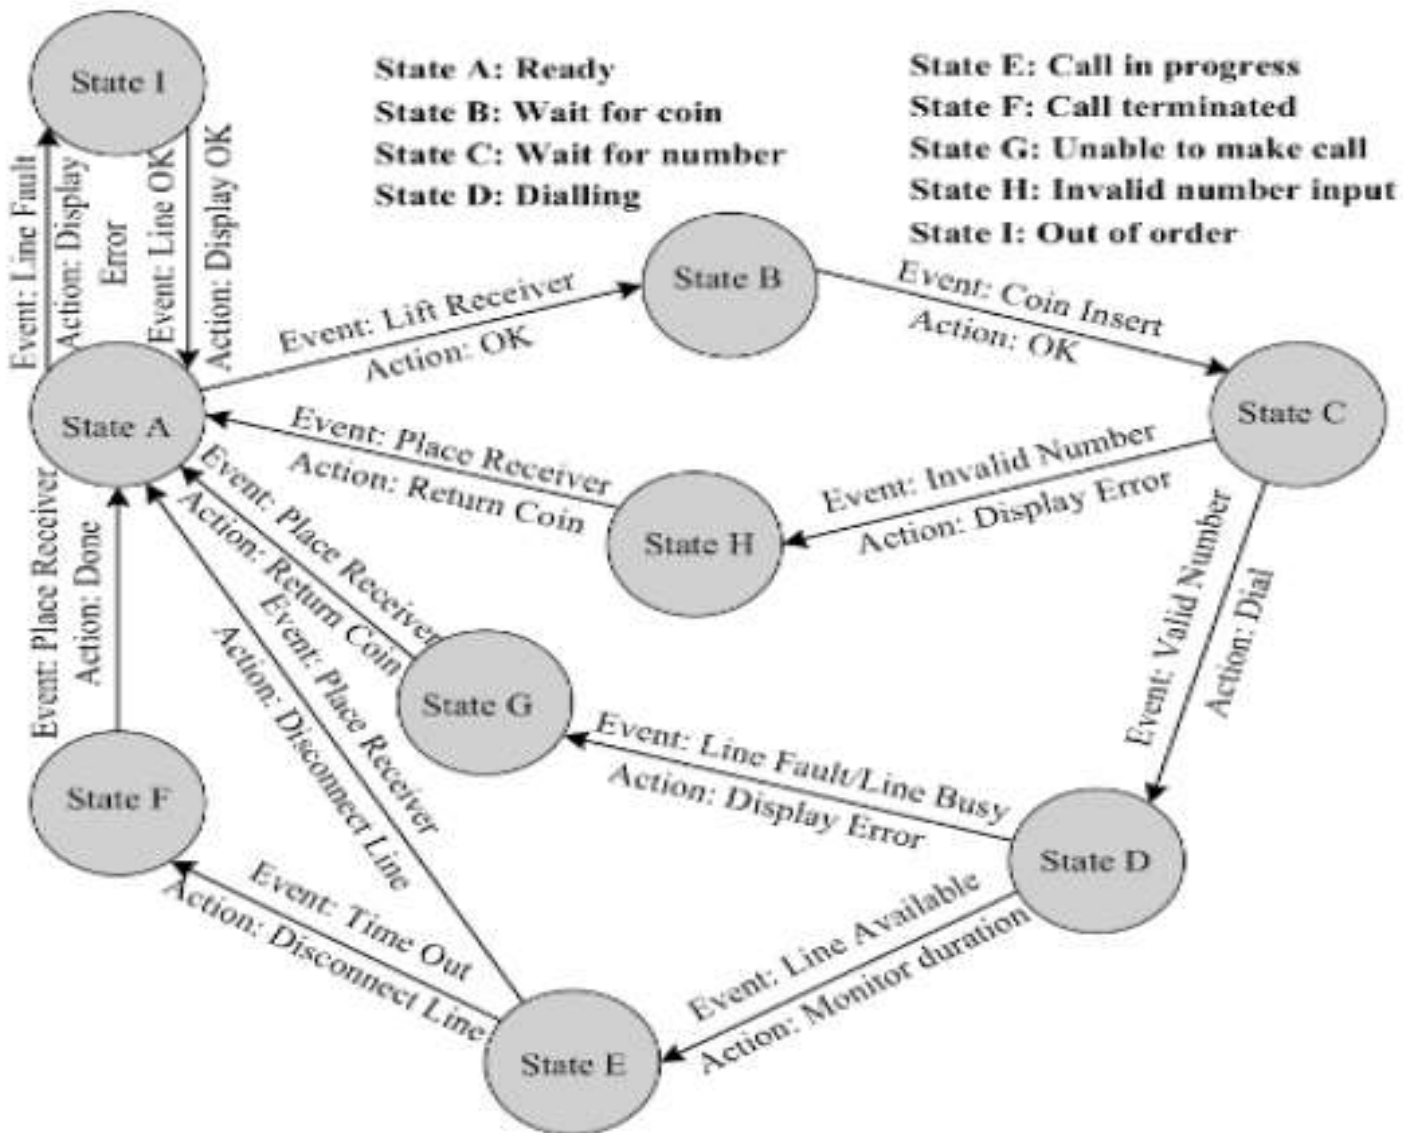 State I
State A: Ready
State B: Wait for coin
State C: Wait for number
State D: Dialling
State E: Call in progress
State F: Call terminated
State G: Unable to make call
State H: Invalid number input
State I: Out of order
Event: Line Fault
Action: Display
Error
Event: Line OK
Action: Display OK
Event: Lift Receiver
Action: OK
State B
Event: Coin Insert
Action: OK
State A
State C
Event: Place Receiver
Action: Return Coin
Event: Invalid Number
Action: Display Error
State H
Event: Place Receiver
Action: Done
Event: Place Receiver
Action: Return Coin
Event: Place Receiver
Action: Disconnect Line
Event: Valid Number
Action: Dial
State G
Event: Line Fault/Line Busy
Action: Display Error
State F
State D
Event: Time Out
Action: Disconnect Line
Event: Line Available
Action: Monitor duration
State E